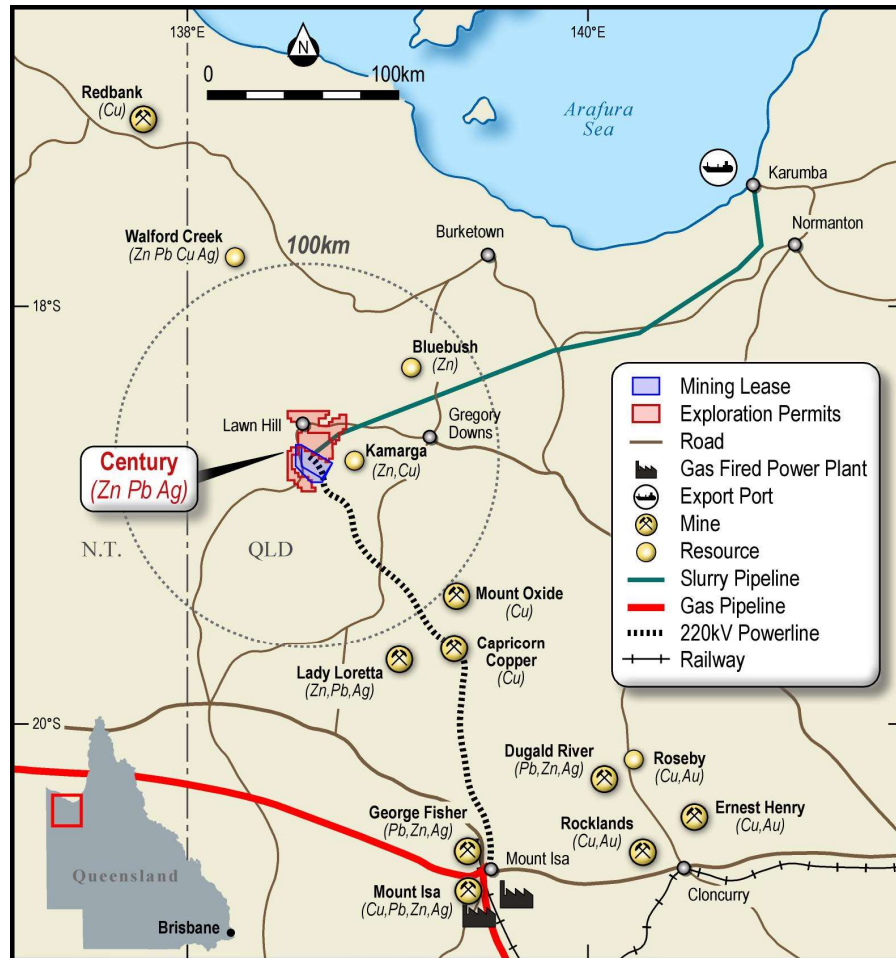 138°E
140°E
N
0
100km
Redbank
(Cu)
Arafura
Sea
Karumba
Normanton
Walford Creek
(Zn Pb Cu Ag)
100km
Burketown
18°S
Bluebush
(Zn)
Lawn Hill
Gregory
Downs
Century
(Zn Pb Ag)
Kamarga
(Zn,Cu)
N.T.
QLD
Mining Lease
Exploration Permits
Road
Gas Fired Power Plant
Export Port
Mine
Resource
Slurry Pipeline
Gas Pipeline
220kV Powerline
Railway
Mount Oxide
(Cu)
Capricorn
Copper
(Cu)
Lady Loretta
(Zn,Pb,Ag)
20°S
Dugald River
(Pb,Zn,Ag)
Roseby
(Cu,Au)
George Fisher
(Pb,Zn,Ag)
Rocklands
(Cu,Au)
Ernest Henry
(Cu,Au)
Mount Isa
Mount Isa
(Cu,Pb,Zn,Ag)
Cloncurry
Queensland
Brisbane